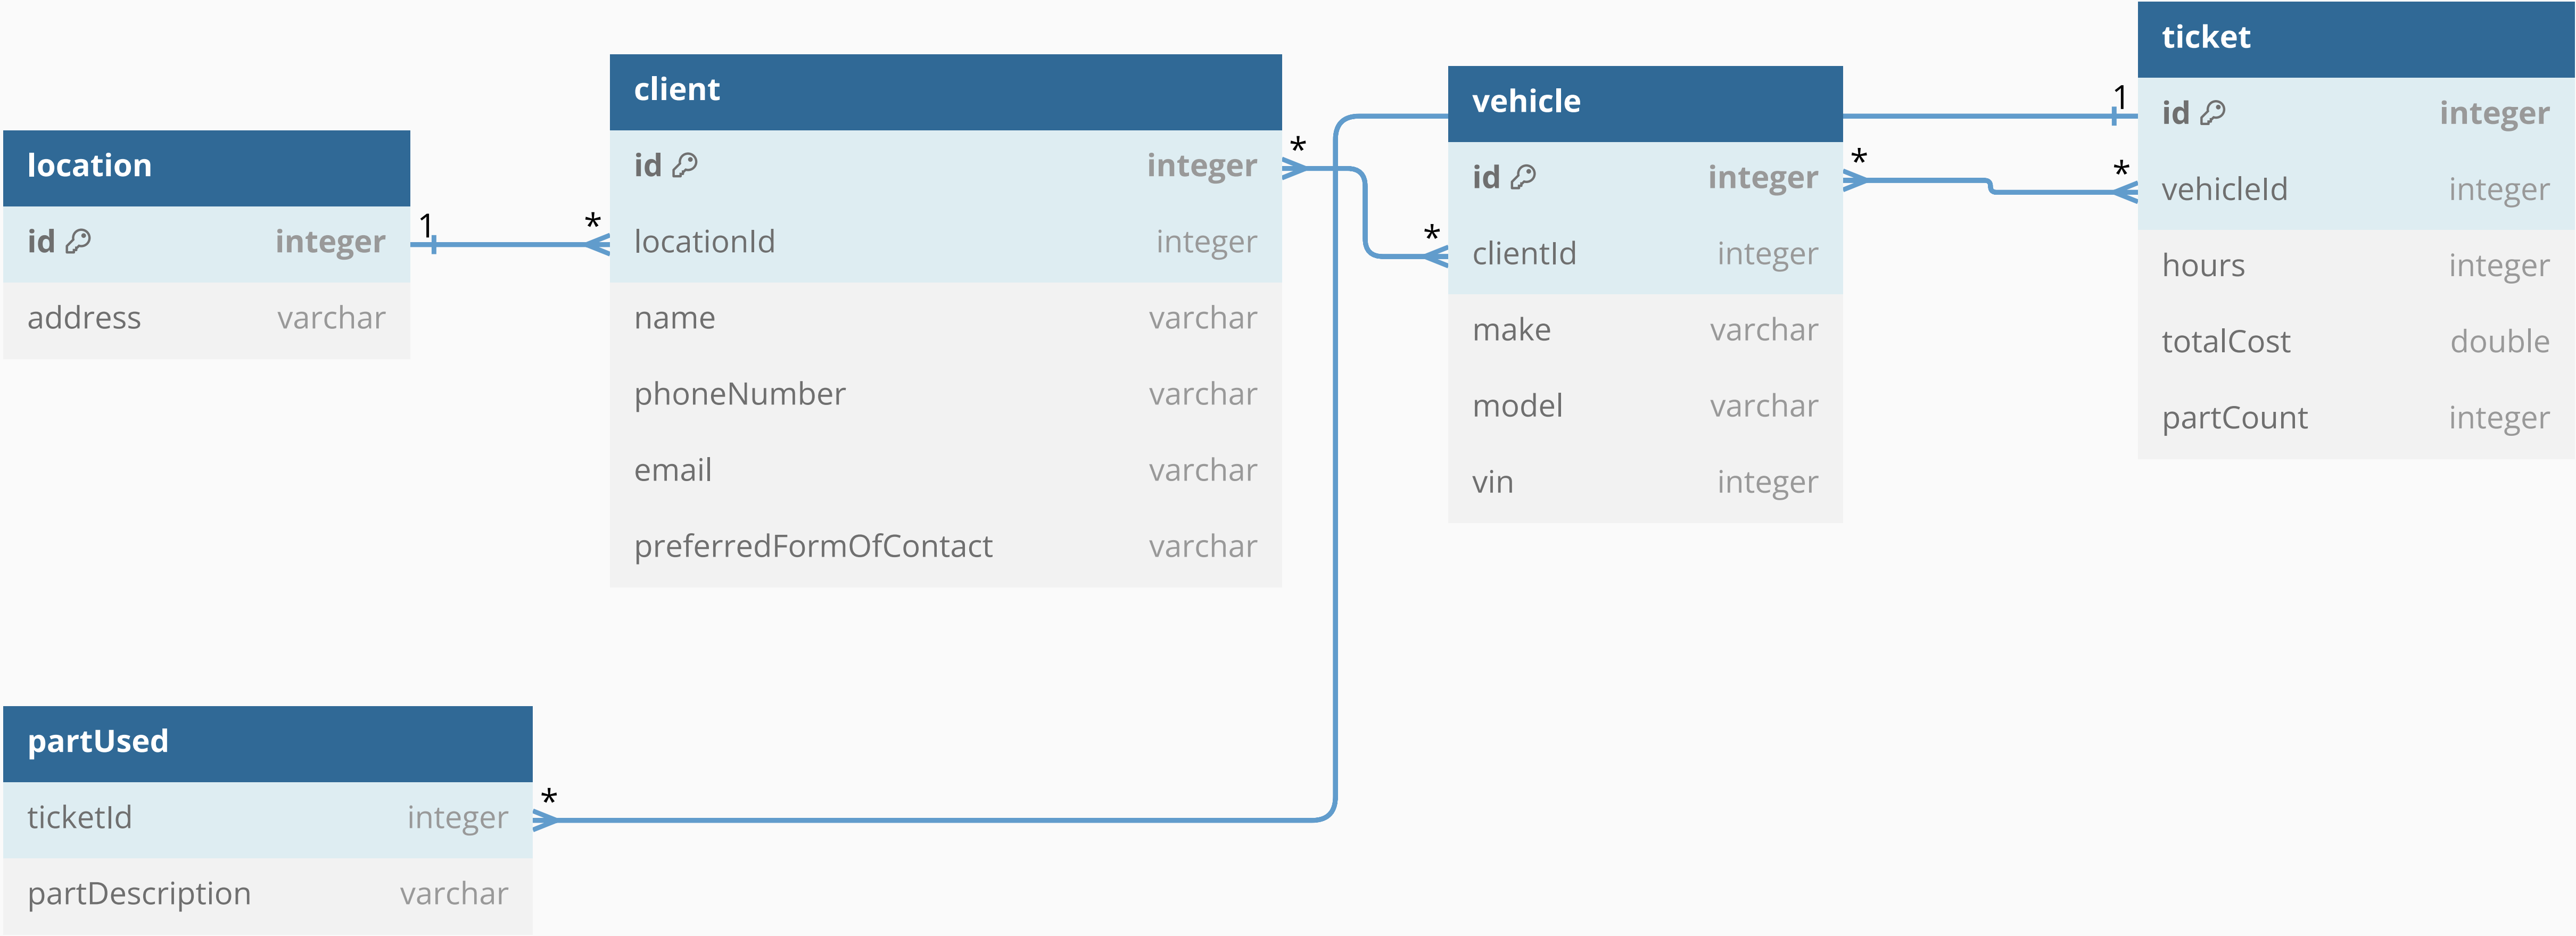 location
id integer
address varchar
1 *
client
id integer
locationId integer
name varchar
phoneNumber varchar
email varchar
preferredFormOfContact varchar
* *
vehicle
id integer
clientId integer
make varchar
model varchar
vin integer
1
* *
ticket
id integer
vehicleId integer
hours integer
totalCost double
partCount integer
partUsed
ticketId integer
partDescription varchar
*